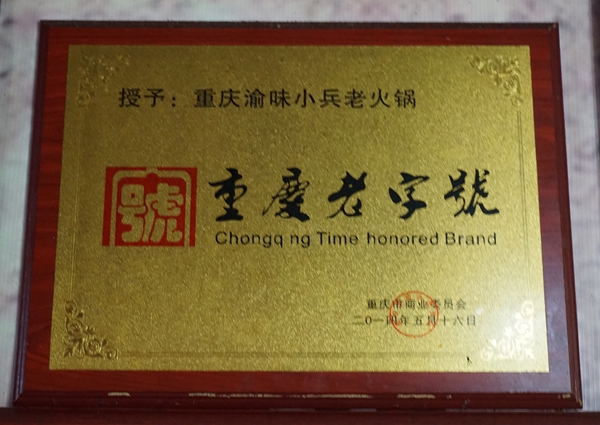 授予：重庆渝味小兵老火锅
號
重慶老字號
Chongq ng Time honored Brand
重庆市商业委员会
二0一四年五月十六日